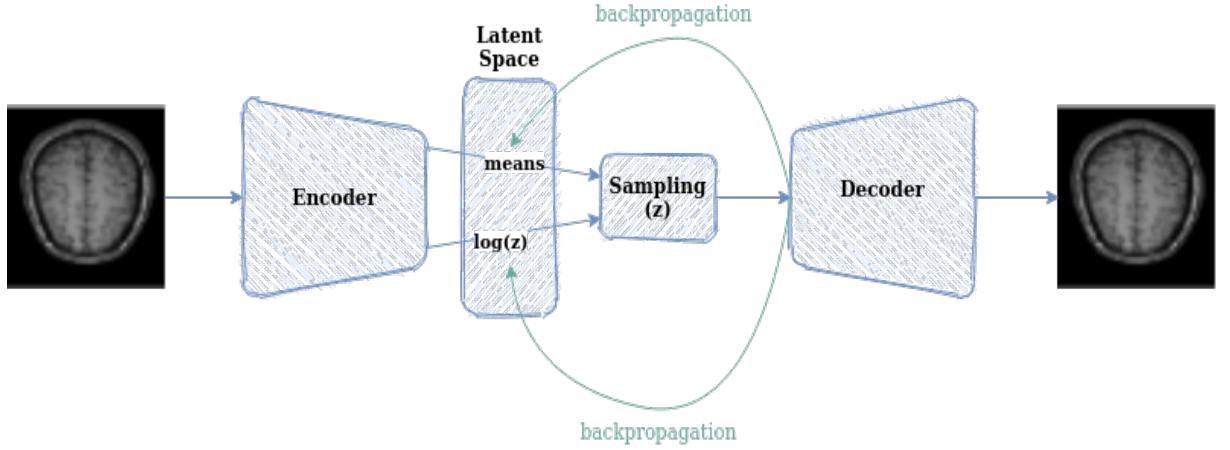 backpropagation
Latent
Space
means
Encoder
Sampling
(z)
Decoder
log(z)
backpropagation